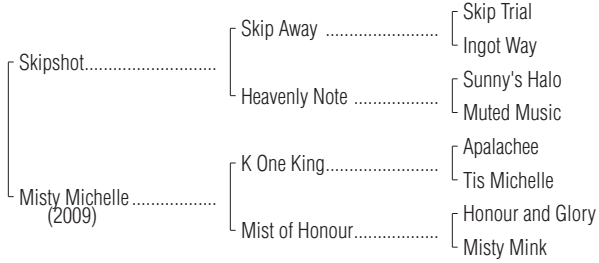 Skip Trial
Skip Away ......................
Ingot Way
Skipshot..........................
Sunny's Halo
Heavenly Note .................
Muted Music
Apalachee
K One King......................
Tis Michelle
Misty Michelle .................
(2009)
Honour and Glory
Mist of Honour.................
Misty Mink